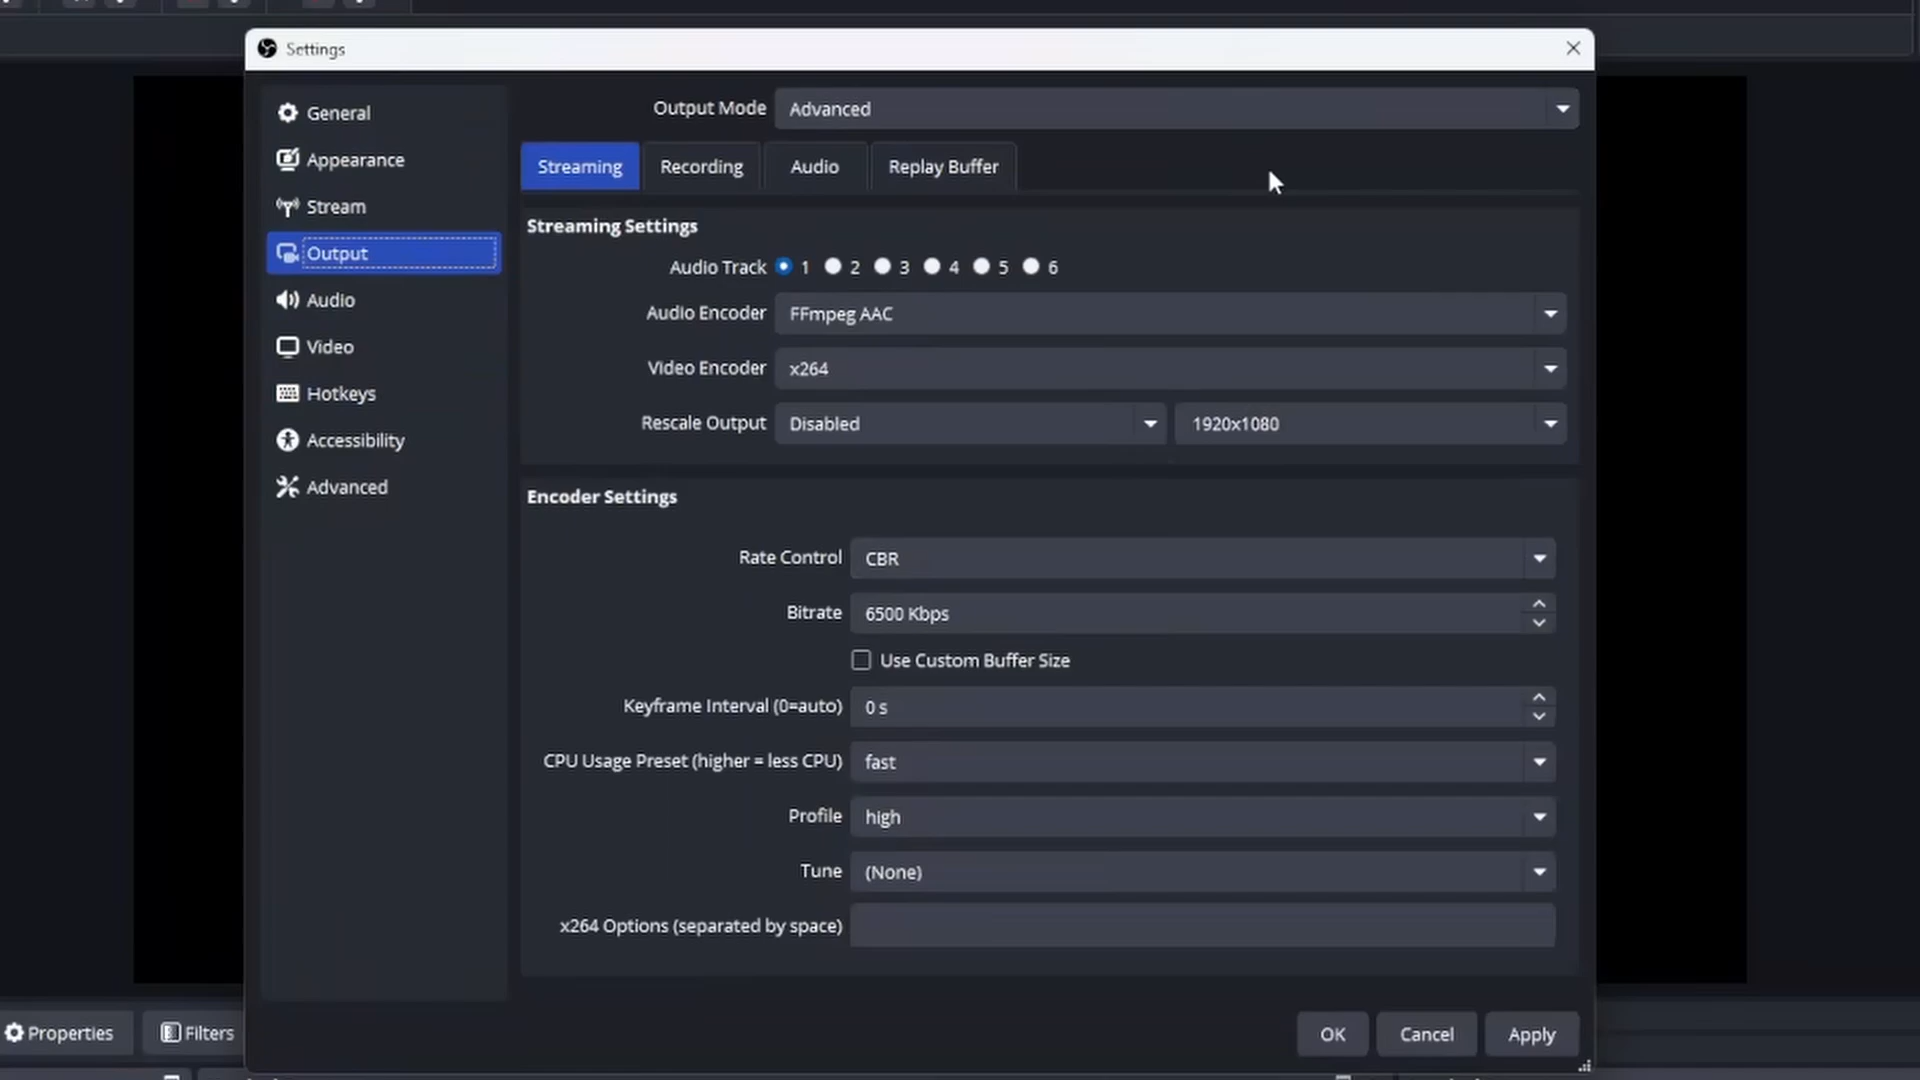 Settings
General
Appearance
Stream
Output
Audio
Video
Hotkeys
Accessibility
Advanced
Output Mode Advanced
Streaming Recording Audio Replay Buffer
Streaming Settings
Audio Track 1 2 3 4 5 6
Audio Encoder FFmpeg AAC
Video Encoder x264
Rescale Output Disabled 1920x1080
Encoder Settings
Rate Control CBR
Bitrate 6500 Kbps
Use Custom Buffer Size
Keyframe Interval (0=auto) 0 s
CPU Usage Preset (higher = less CPU) fast
Profile high
Tune (None)
x264 Options (separated by space)
OK Cancel Apply
Properties Filters